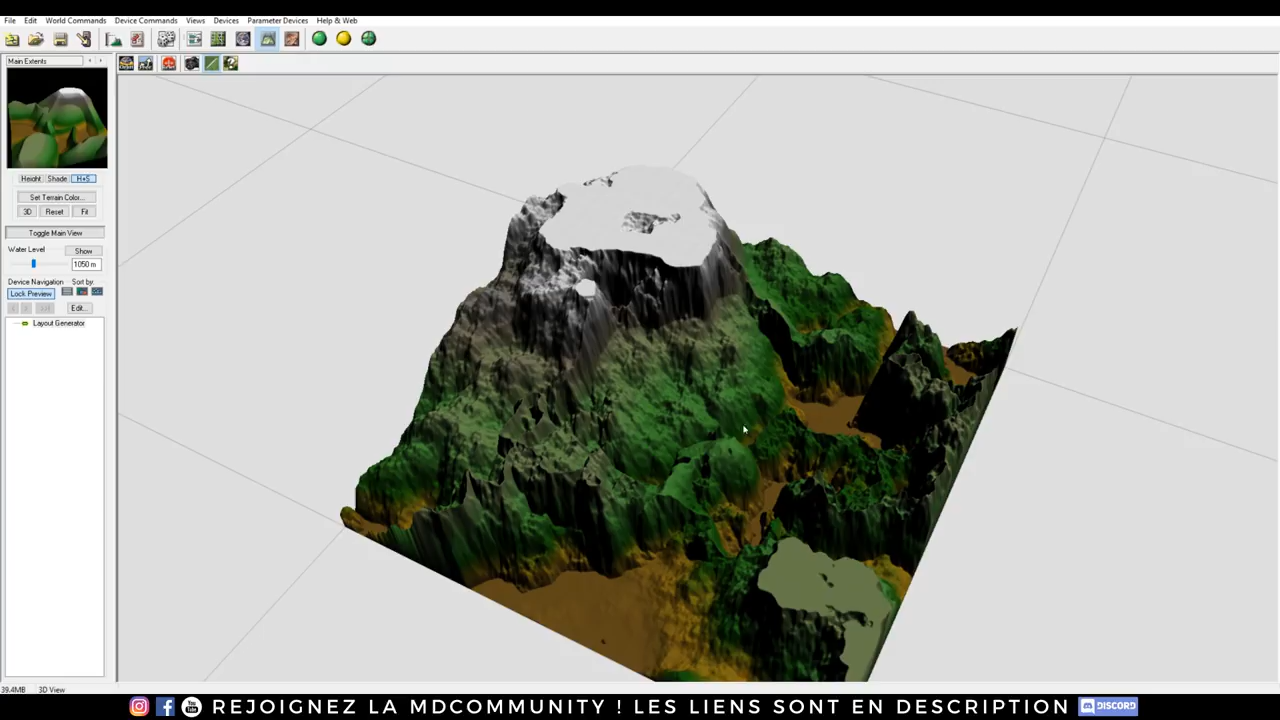 File Edit World Commands Device Commands Views Devices Parameter Devices Help & Web
Main Extents
Height Shade H+S
Set Terrain Color...
3D Reset Fit
Toggle Main View
Water Level Show
1050 m
Device Navigation Sort by:
Lock Preview
Edit...
Layout Generator
39.4MB 3D View
REJOIGNEZ LA MDCOMMUNITY ! LES LIENS SONT EN DESCRIPTION DISCORD